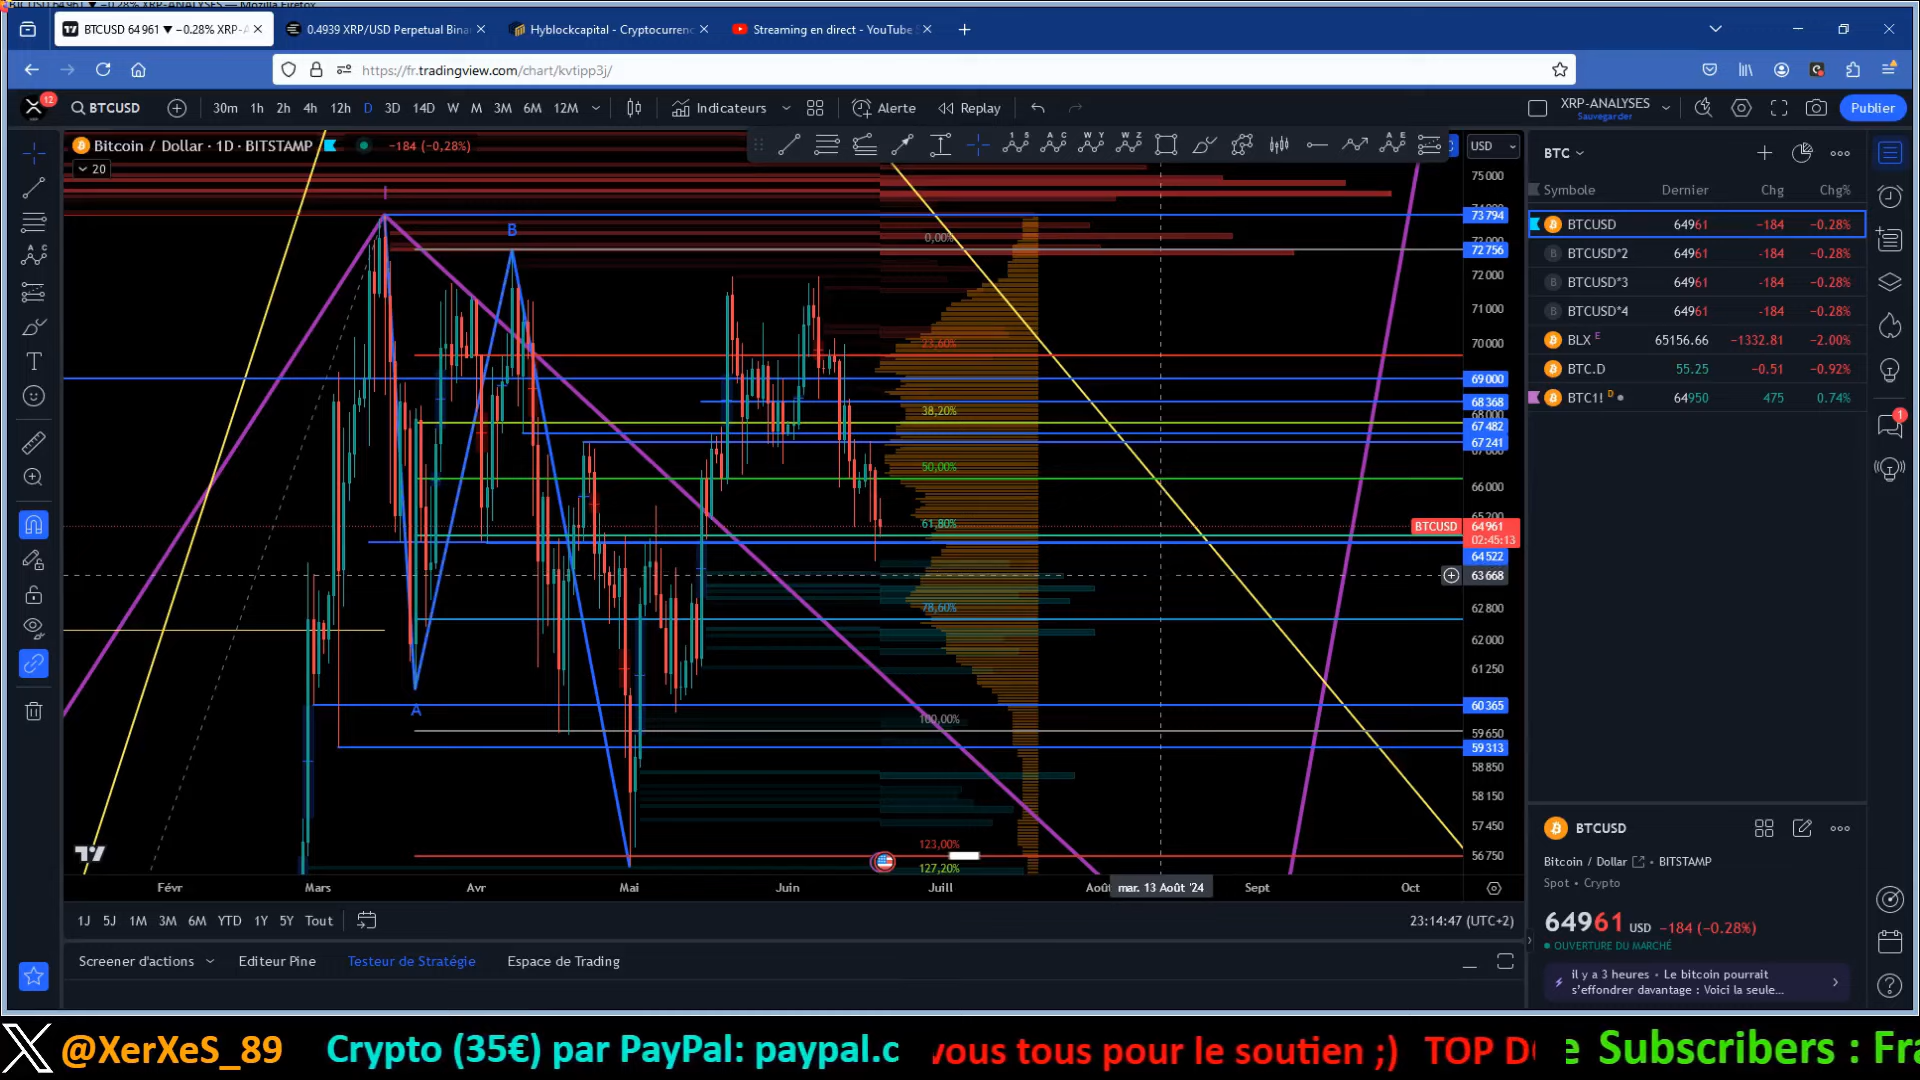 BTCUSD 64 961 ▼ −0.28% XRP-A
0.4939 XRP/USD Perpetual Bina
Hyblockcapital - Cryptocurrenc
Streaming en direct - YouTube S
https://fr.tradingview.com/chart/kvtipp3j/
12
BTCUSD
30m 1h 2h 4h 12h D 3D 14D W M 3M 6M 12M
Indicateurs
Alerte
Replay
XRP-ANALYSES
Sauvegarder
Publier
Bitcoin / Dollar · 1D · BITSTAMP
−184 (−0,28%)
20
USD
BTC
Symbole Dernier Chg Chg%
BTCUSD 64961 −184 −0.28%
BTCUSD*2 64961 -184 −0.28%
BTCUSD*3 64961 -184 −0.28%
BTCUSD*4 64961 -184 −0.28%
BLX E 65156.66 −1332.81 −2.00%
BTC.D 55.25 −0.51 −0.92%
BTC1! D 64950 475 0.74%
I
B
A
0,00%
23,60%
38,20%
50,00%
61,80%
78,60%
100,00%
123,00%
127,20%
75 000
73 794
72 756
72 000
71 000
70 000
69 000
68 368
68 000
67 482
67 241
66 000
65 200
BTCUSD 64 961
02:45:13
64 522
63 668
62 800
62 000
61 250
60 365
59 650
59 313
58 850
58 150
57 450
56 750
Févr Mars Avr Mai Juin Juill Août mar. 13 Août '24 Sept Oct
1J 5J 1M 3M 6M YTD 1Y 5Y Tout
23:14:47 (UTC+2)
Screener d'actions
Editeur Pine
Testeur de Stratégie
Espace de Trading
BTCUSD
Bitcoin / Dollar • BITSTAMP
Spot • Crypto
64961 USD −184 (−0.28%)
OUVERTURE DU MARCHÉ
il y a 3 heures • Le bitcoin pourrait
s'effondrer davantage : Voici la seule...
1
@XerXeS_89
Crypto (35€) par PayPal: paypal.c
vous tous pour le soutien ;) TOP D
e Subscribers : Fra